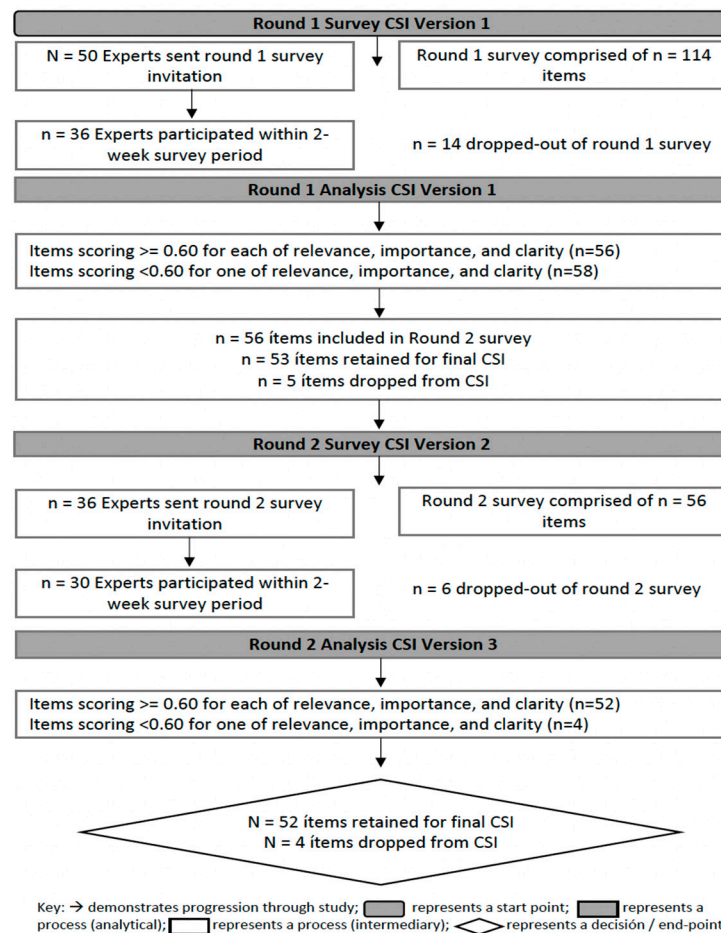 Round 1 Survey CSI Version 1
N = 50 Experts sent round 1 survey
invitation
Round 1 survey comprised of n = 114
items
n = 36 Experts participated within 2-
week survey period
n = 14 dropped-out of round 1 survey
Round 1 Analysis CSI Version 1
Items scoring >= 0.60 for each of relevance, importance, and clarity (n=56)
Items scoring <0.60 for one of relevance, importance, and clarity (n=58)
n = 56 ítems included in Round 2 survey
n = 53 ítems retained for final CSI
n = 5 ítems dropped from CSI
Round 2 Survey CSI Version 2
n = 36 Experts sent round 2 survey
invitation
Round 2 survey comprised of n = 56
items
n = 30 Experts participated within 2-
week survey period
n = 6 dropped-out of round 2 survey
Round 2 Analysis CSI Version 3
Items scoring >= 0.60 for each of relevance, importance, and clarity (n=52)
Items scoring <0.60 for one of relevance, importance, and clarity (n=4)
N = 52 ítems retained for final CSI
N = 4 ítems dropped from CSI
Key: → demonstrates progression through study; represents a start point; represents a
process (analytical); represents a process (intermediary); represents a decisión / end-point